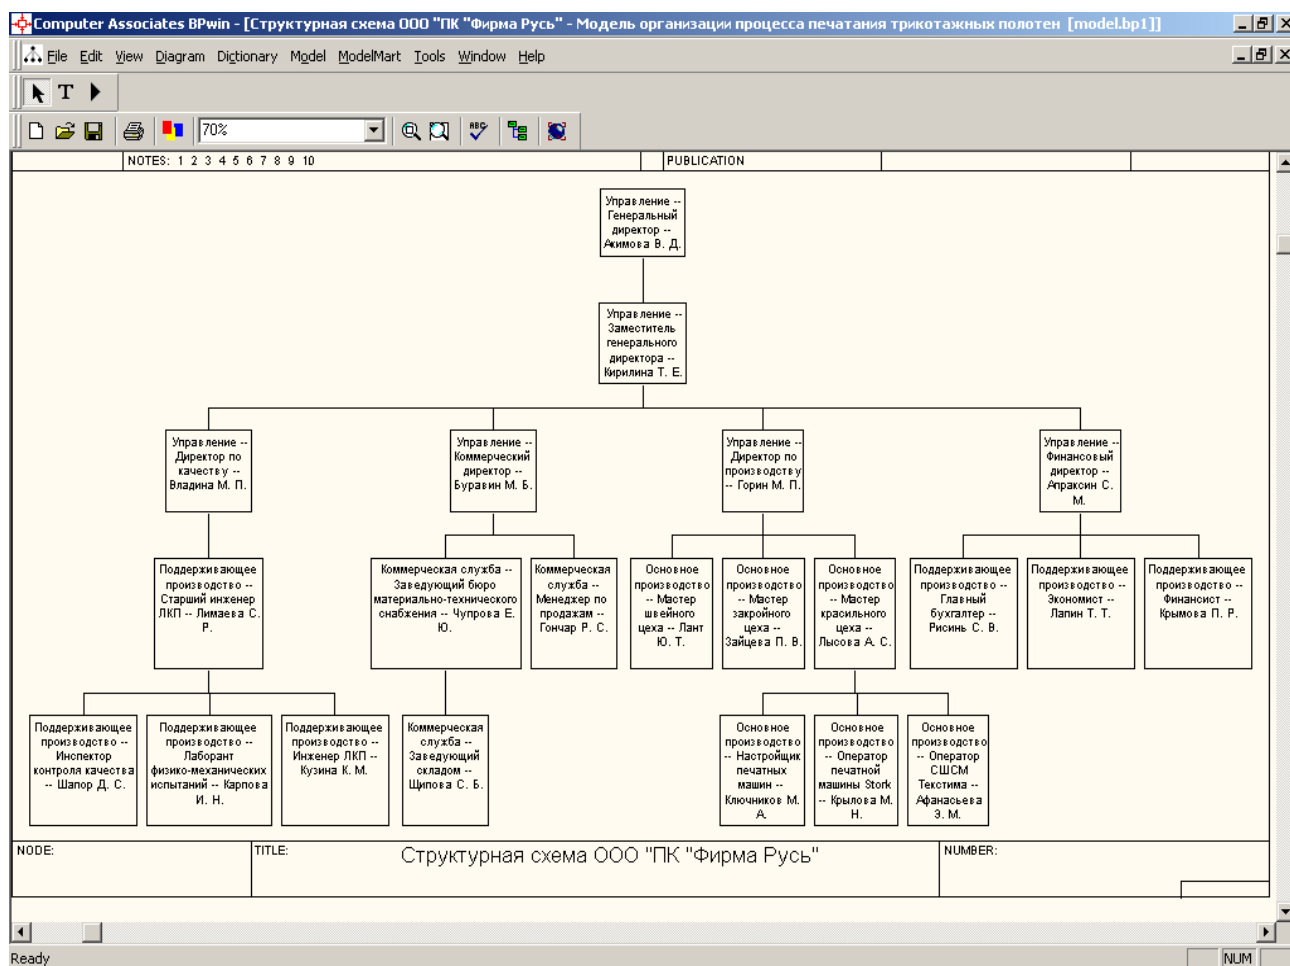 Computer Associates BPwin - [Структурная схема ООО "ПК "Фирма Русь" - Модель организации процесса печатания трикотажных полотен [model.bp1]]
File Edit View Diagram Dictionary Model ModelMart Tools Window Help
T
70%
ABC
NOTES: 1 2 3 4 5 6 7 8 9 10
PUBLICATION
Управление --
Генеральный
директор --
Акимова В. Д.
Управление --
Заместитель
генерального
директора --
Кирилина Т. Е.
Управление --
Директор по
качеству --
Владина М. П.
Управление --
Коммерческий
директор --
Буравин М. Б.
Управление --
Директор по
производству
-- Горин М. П.
Управление --
Финансовый
директор --
Апраксин С.
М.
Поддерживающее
производство --
Старший инженер
ЛКП -- Лимаева С.
Р.
Коммерческая служба --
Заведующий бюро
материально-технического
снабжения -- Чупрова Е.
Ю.
Коммерческая
служба --
Менеджер по
продажам --
Гончар Р. С.
Основное
производство
-- Мастер
швейного
цеха -- Лант
Ю. Т.
Основное
производство
-- Мастер
закройного
цеха --
Зайцева П. В.
Основное
производство
-- Мастер
красильного
цеха --
Лысова А. С.
Поддерживающее
производство --
Главный
бухгалтер --
Рисинь С. В.
Поддерживающее
производство --
Экономист --
Лапин Т. Т.
Поддерживающее
производство --
Финансист --
Крымова П. Р.
Поддерживающее
производство --
Инспектор
контроля качества
-- Шапор Д. С.
Поддерживающее
производство --
Лаборант
физико-механических
испытаний -- Карпова
И. Н.
Поддерживающее
производство --
Инженер ЛКП --
Кузина К. М.
Коммерческая
служба --
Заведующий
складом --
Щипова С. Б.
Основное
производство
-- Настройщик
печатных
машин --
Ключников М.
А.
Основное
производство
-- Оператор
печатной
машины Stork
-- Крылова М.
Н.
Основное
производство
-- Оператор
СШСМ
Текстима --
Афанасьева
Э. М.
NODE:
TITLE:
Структурная схема ООО "ПК "Фирма Русь"
NUMBER:
Ready
NUM